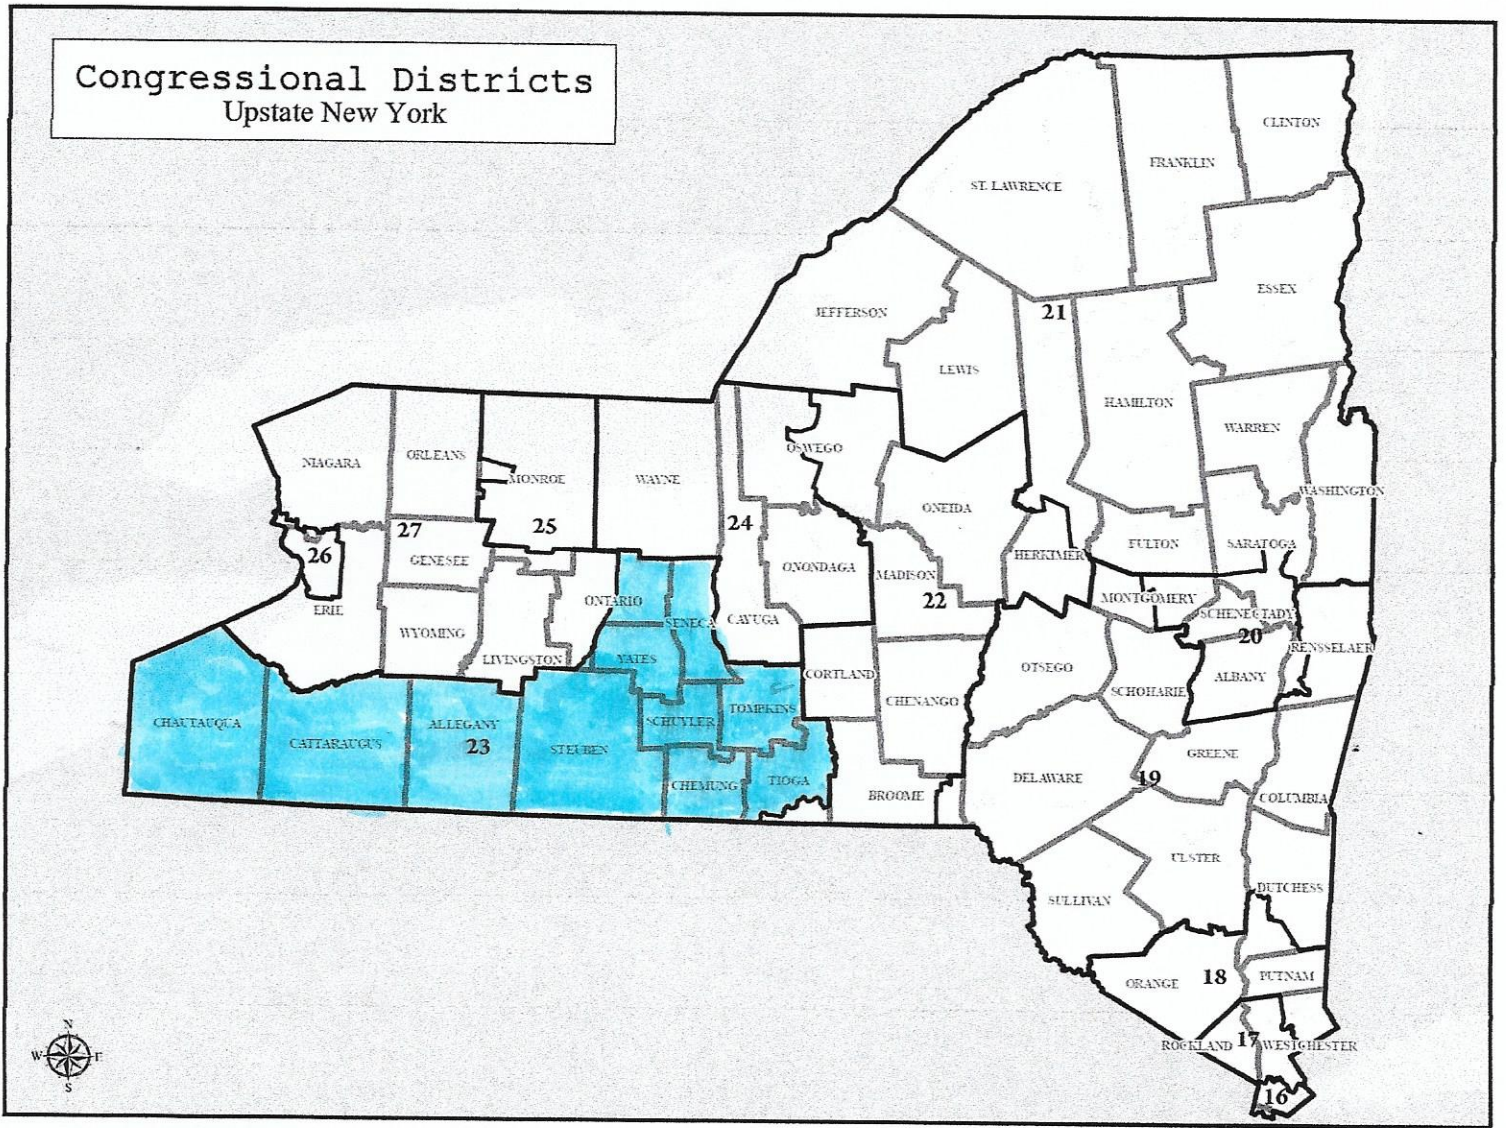 Congressional Districts
Upstate New York
CLINTON
FRANKLIN
ST. LAWRENCE
ESSEX
JEFFERSON
21
LEWIS
HAMILTON
WARREN
OSWEGO
NIAGARA
ORLEANS
MONROE
WAYNE
WASHINGTON
ONEIDA
27
25
24
26
GENESEE
HERKIMER
FULTON
SARATOGA
ONONDAGA
MADISON
22
ERIE
ONTARIO
MONTGOMERY
SCHENECTADY
CAYUGA
SENECA
WYOMING
20
RENSSELAER
LIVINGSTON
YATES
OTSEGO
CORTLAND
ALBANY
SCHOHARIE
CHENANGO
CHAUTAUQUA
ALLEGANY
SCHUYLER
TOMPKINS
CATTARAUGUS
23
STEUBEN
GREENE
DELAWARE
19
CHEMUNG
TIOGA
BROOME
COLUMBIA
ULSTER
DUTCHESS
SULLIVAN
ORANGE
18
PUTNAM
ROCKLAND
17
WESTCHESTER
16
N
W
E
S